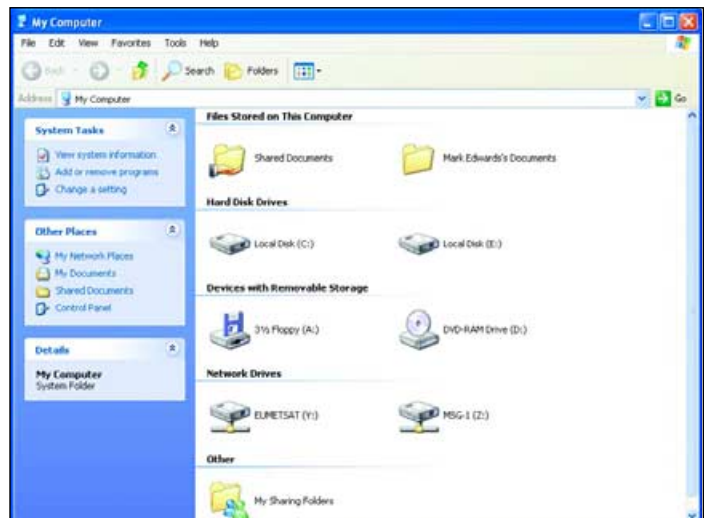 My Computer
File Edit View Favorites Tools Help
Back Search Folders
Address My Computer Go
System Tasks
View system information
Add or remove programs
Change a setting
Other Places
My Network Places
My Documents
Shared Documents
Control Panel
Details
My Computer
System Folder
Files Stored on This Computer
Shared Documents Mark Edwards's Documents
Hard Disk Drives
Local Disk (C:) Local Disk (E:)
Devices with Removable Storage
3½ Floppy (A:) DVD-RAM Drive (D:)
Network Drives
EUMETSAT (Y:) MSG-1 (Z:)
Other
My Sharing Folders